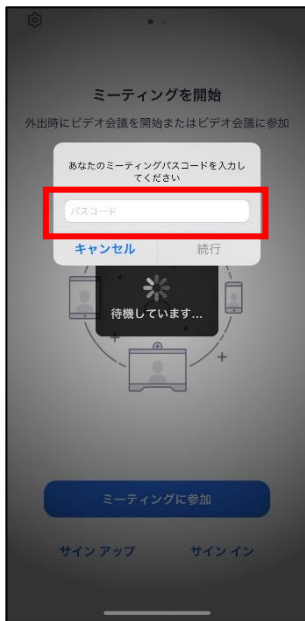 ミーティングを開始
外出時にビデオ会議を開始またはビデオ会議に参加
あなたのミーティングパスコードを入力し
てください
パスコード
キャンセル 続行
待機しています...
ミーティングに参加
サイン アップ サイン イン